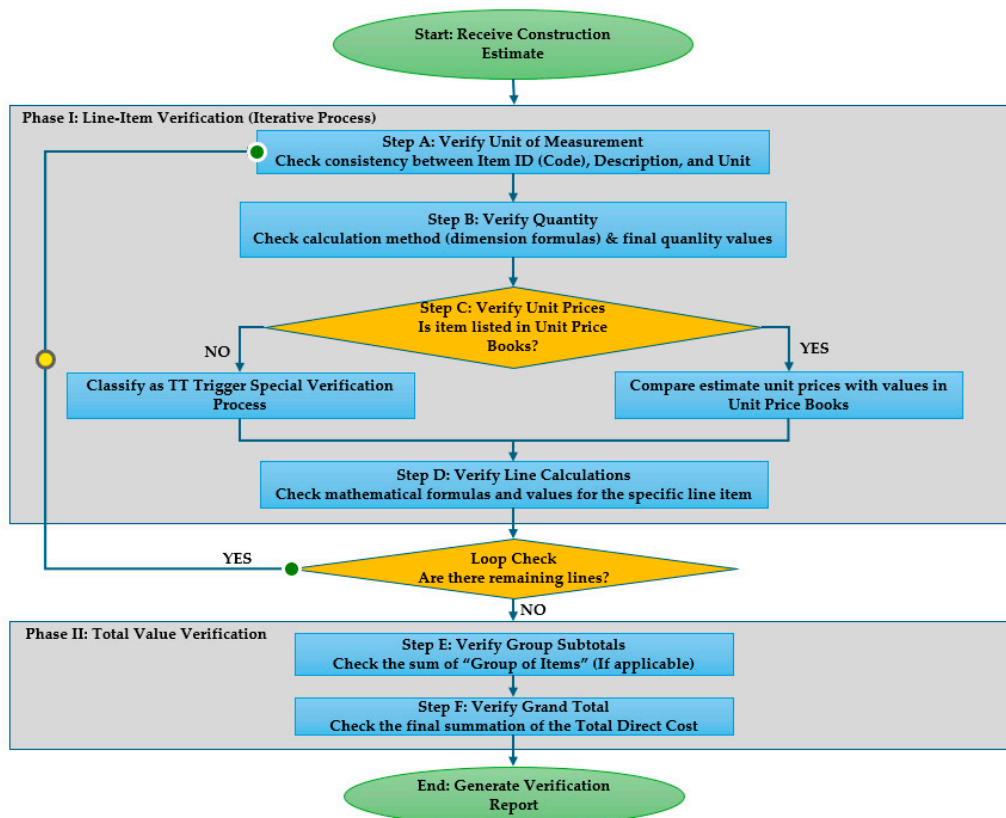 Start: Receive Construction
Estimate
Phase I: Line-Item Verification (Iterative Process)
Step A: Verify Unit of Measurement
Check consistency between Item ID (Code), Description, and Unit
Step B: Verify Quantity
Check calculation method (dimension formulas) & final quanlity values
Step C: Verify Unit Prices
Is item listed in Unit Price
Books?
NO
YES
Classify as TT Trigger Special Verification
Process
Compare estimate unit prices with values in
Unit Price Books
Step D: Verify Line Calculations
Check mathematical formulas and values for the specific line item
YES
Loop Check
Are there remaining lines?
NO
Phase II: Total Value Verification
Step E: Verify Group Subtotals
Check the sum of “Group of Items” (If applicable)
Step F: Verify Grand Total
Check the final summation of the Total Direct Cost
End: Generate Verification
Report